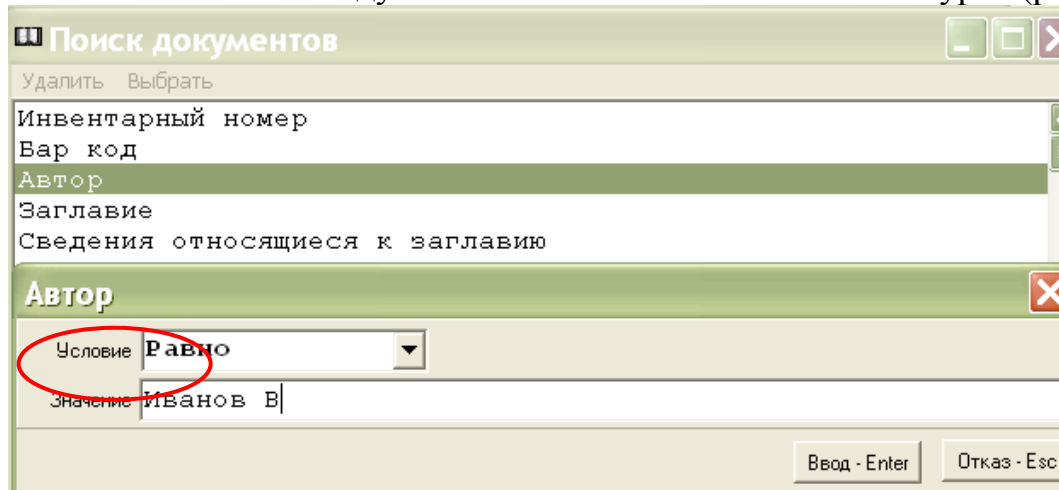 Поиск документов
Удалить Выбрать
Инвентарный номер
Бар код
Автор
Заглавие
Сведения относящиеся к заглавию
Автор
Условие Равно
Значение Иванов В
Ввод - Enter Отказ - Esc